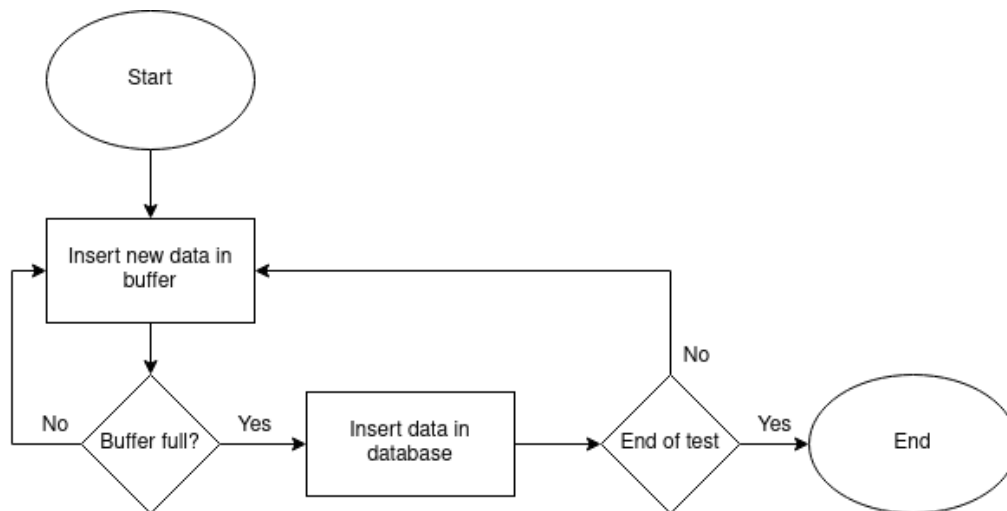 Start
Insert new data in
buffer
No
Buffer full?
Yes
Insert data in
database
End of test
No
Yes
End